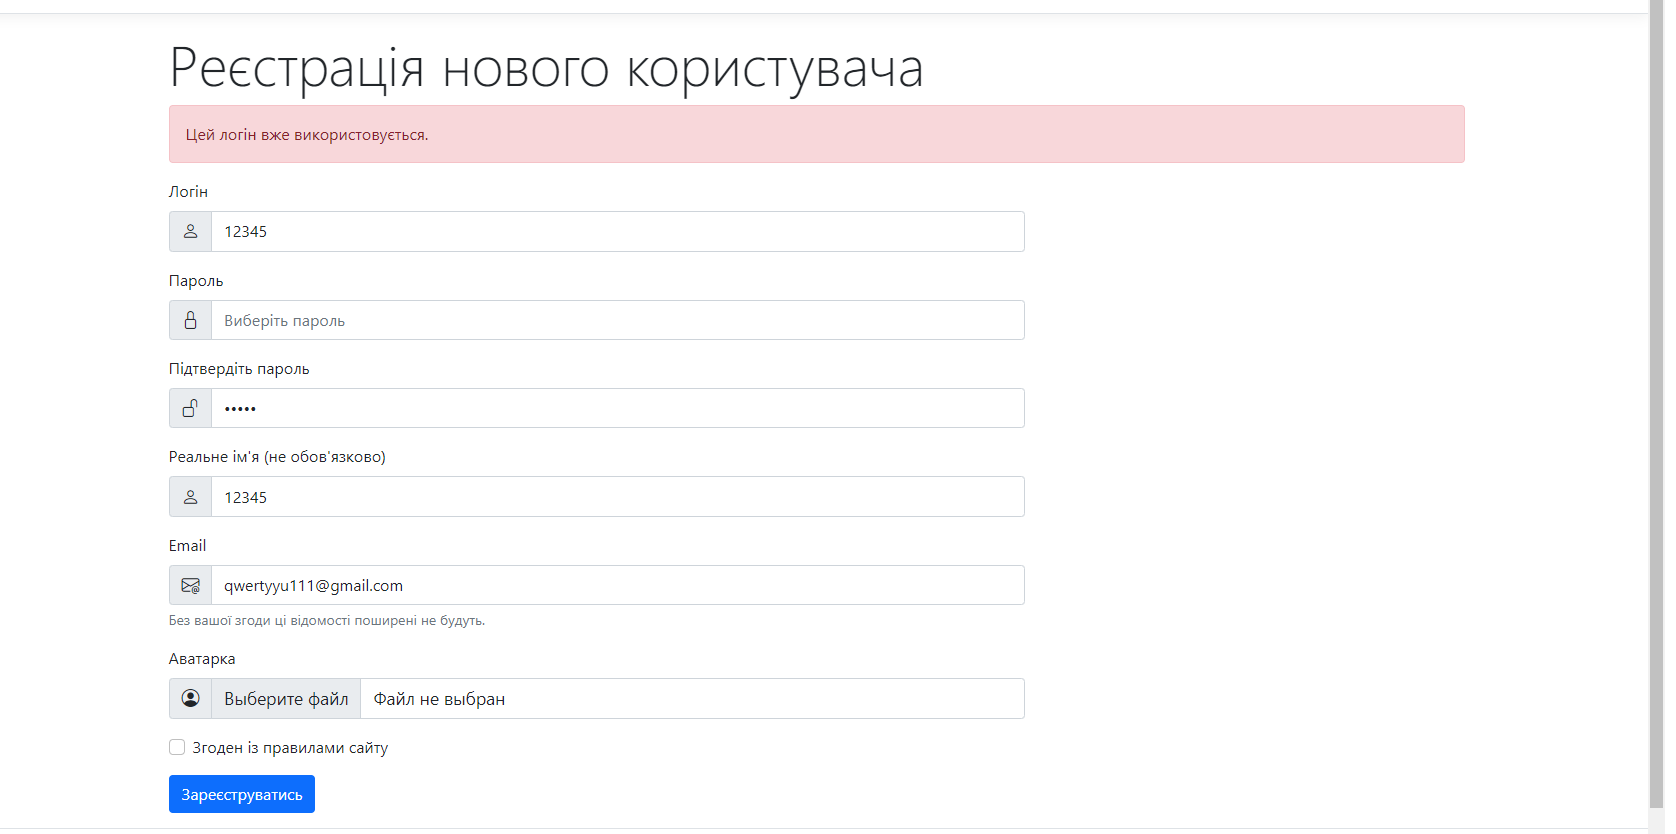 Реєстрація нового користувача
Цей логін вже використовується.
Логін
12345
Пароль
Виберіть пароль
Підтвердіть пароль
•••••
Реальне ім'я (не обов'язково)
12345
Email
qwertyyu111@gmail.com
Без вашої згоди ці відомості поширені не будуть.
Аватарка
Выберите файл Файл не выбран
Згоден із правилами сайту
Зареєструватись